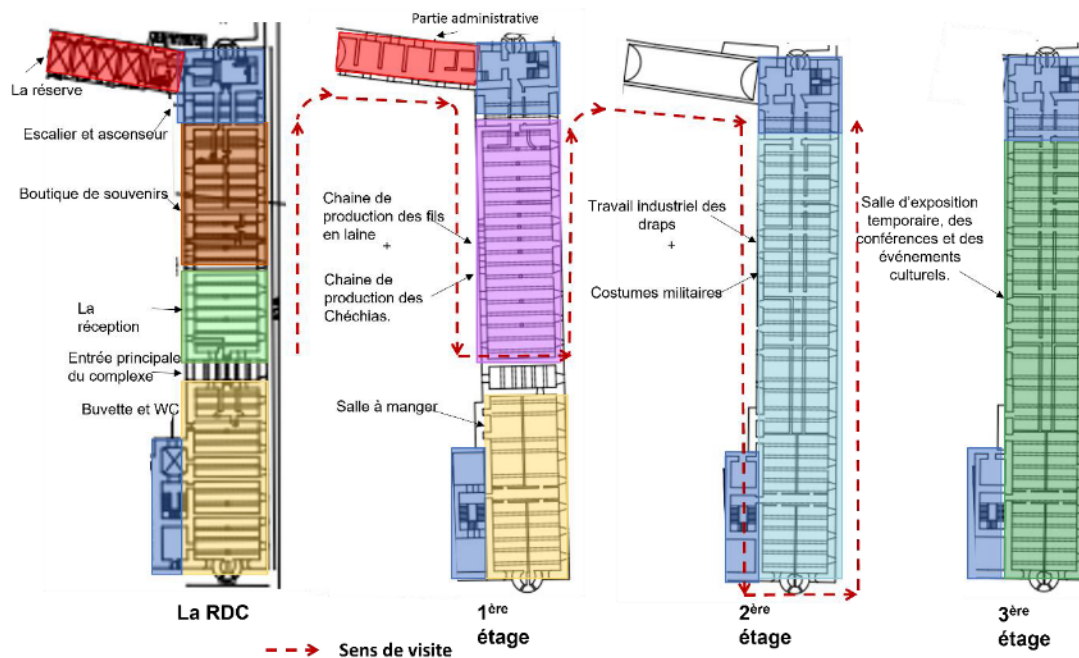 La réserve
Escalier et ascenseur
Boutique de souvenirs
La
réception
Entrée principale
du complexe
Buvette et WC
La RDC
Partie administrative
Chaine de
production des fils
en laine
+
Chaine de
production des
Chéchias.
Salle à manger
1ère
étage
Travail industriel des
draps
+
Costumes militaires
2ère
étage
Salle d'exposition
temporaire, des
conférences et des
événements
culturels.
3ère
étage
Sens de visite